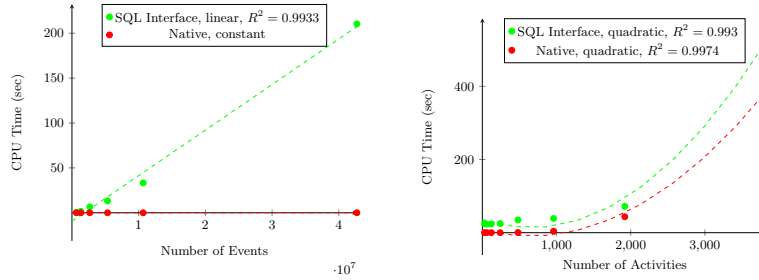 SQL Interface, linear, R² = 0.9933
Native, constant
200
150
100
50
CPU Time (sec)
1
2
3
4
Number of Events
·10⁷
SQL Interface, quadratic, R² = 0.993
Native, quadratic, R² = 0.9974
400
200
CPU Time (sec)
1,000
2,000
3,000
Number of Activities